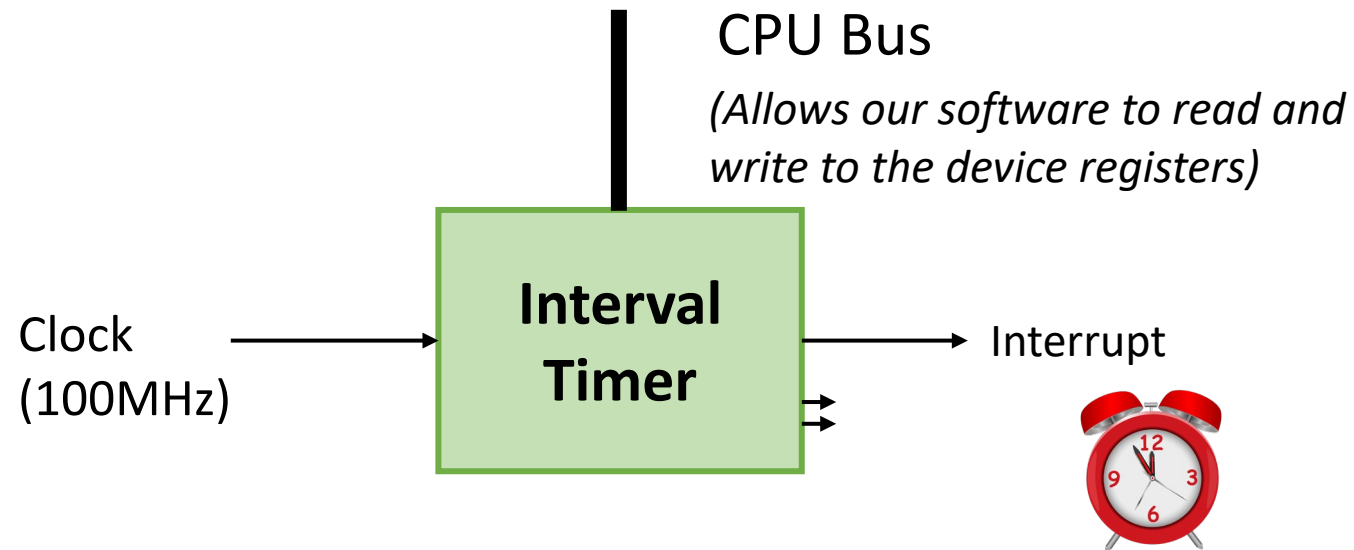 CPU Bus
(Allows our software to read and
write to the device registers)
Interval
Timer
Clock
(100MHz)
Interrupt
12
9
3
6